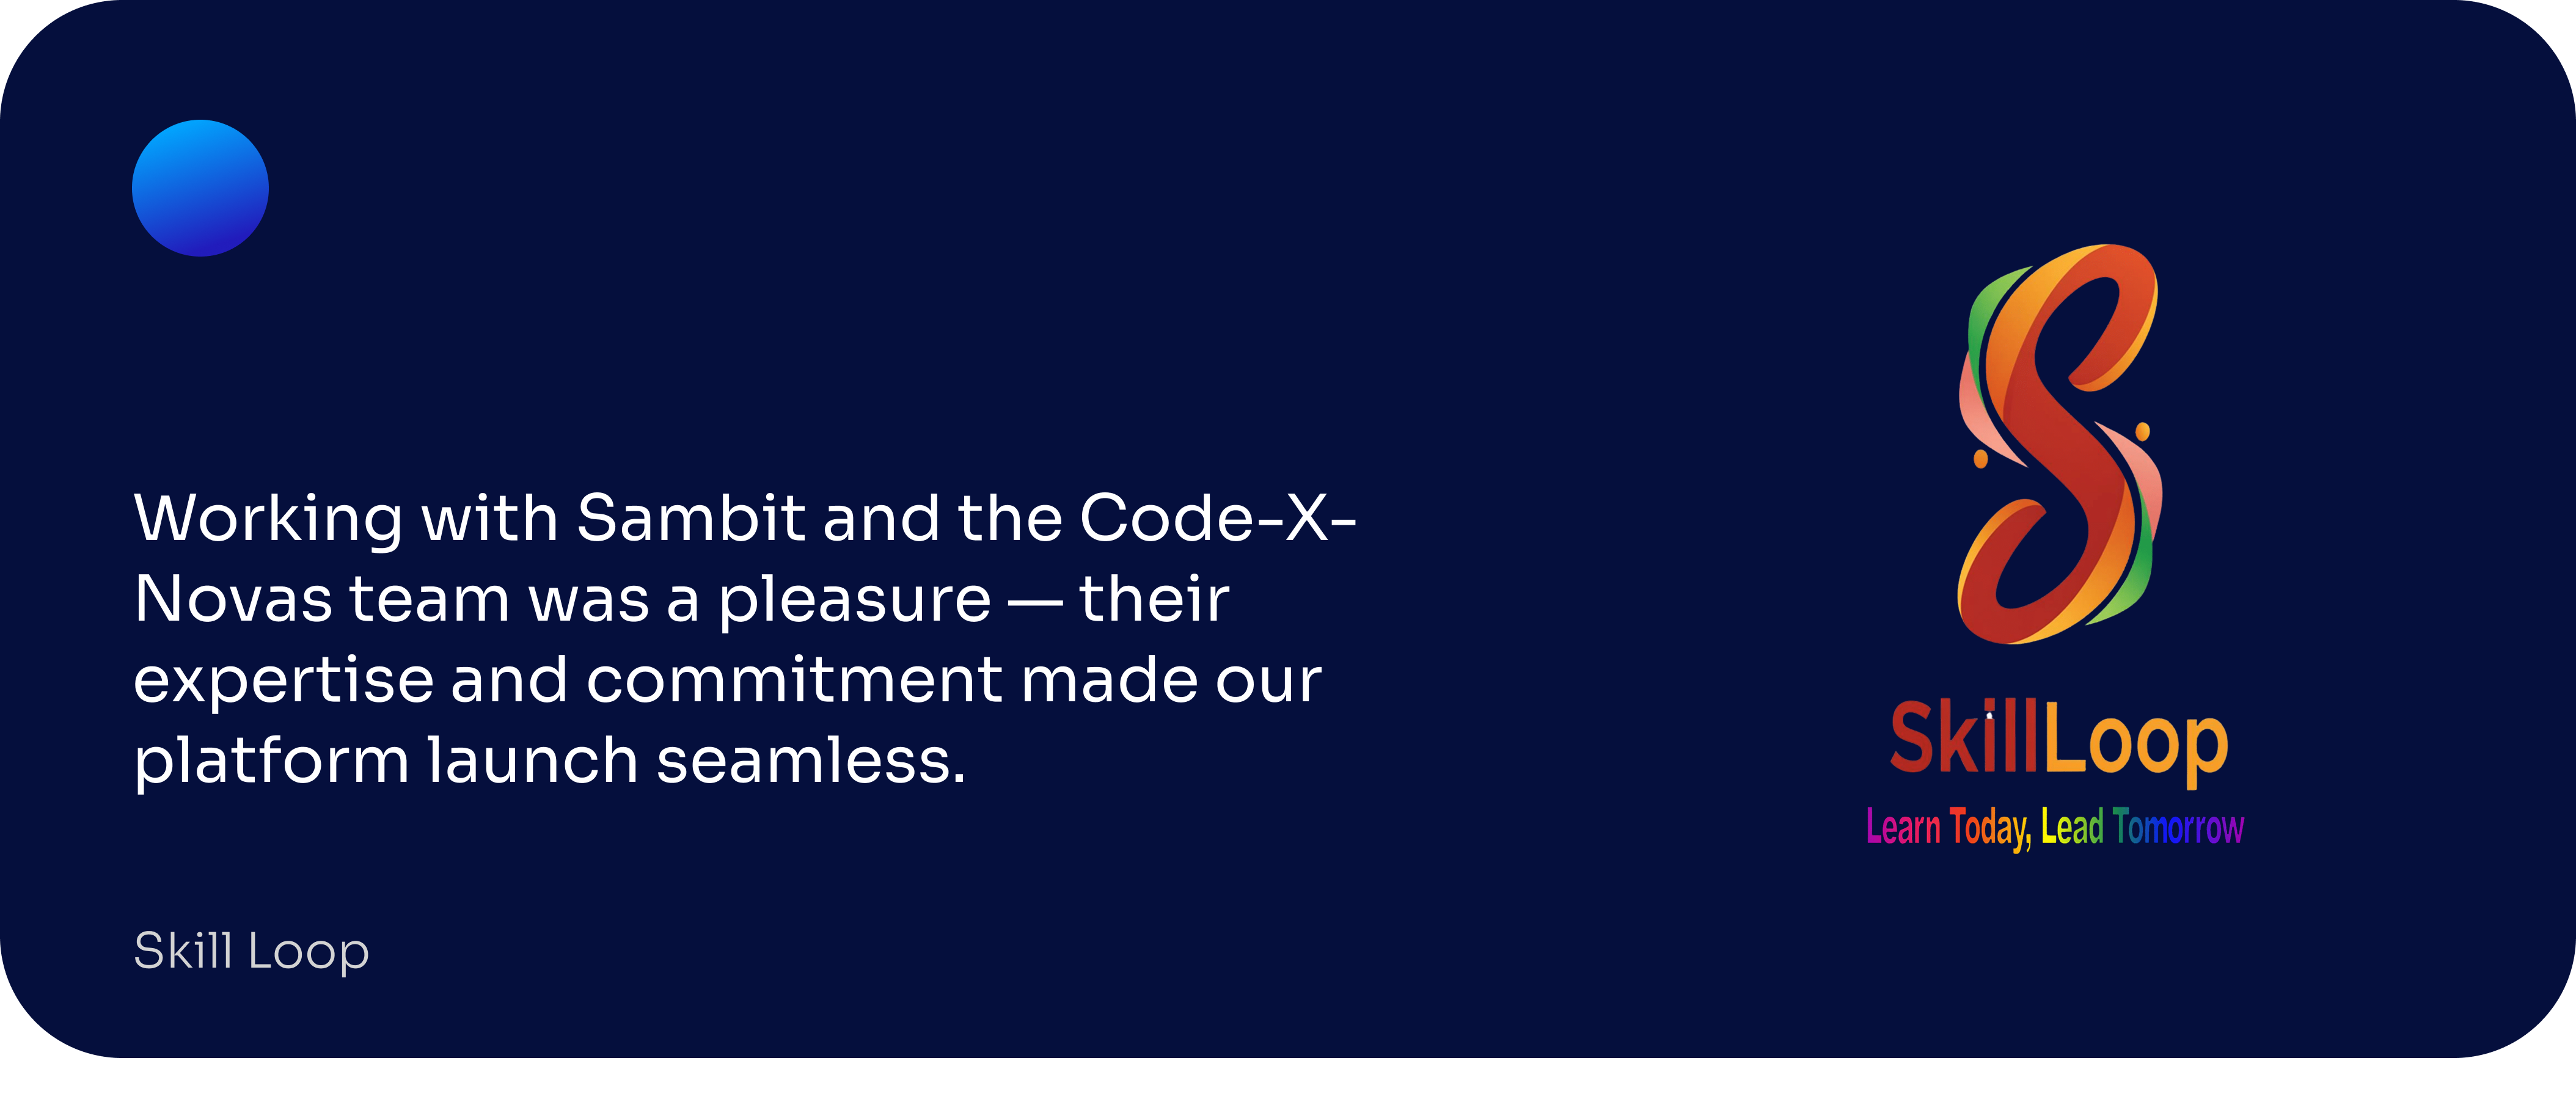 Working with Sambit and the Code-X-
Novas team was a pleasure — their
expertise and commitment made our
platform launch seamless.
Skill Loop
SkillLoop
Learn Today, Lead Tomorrow